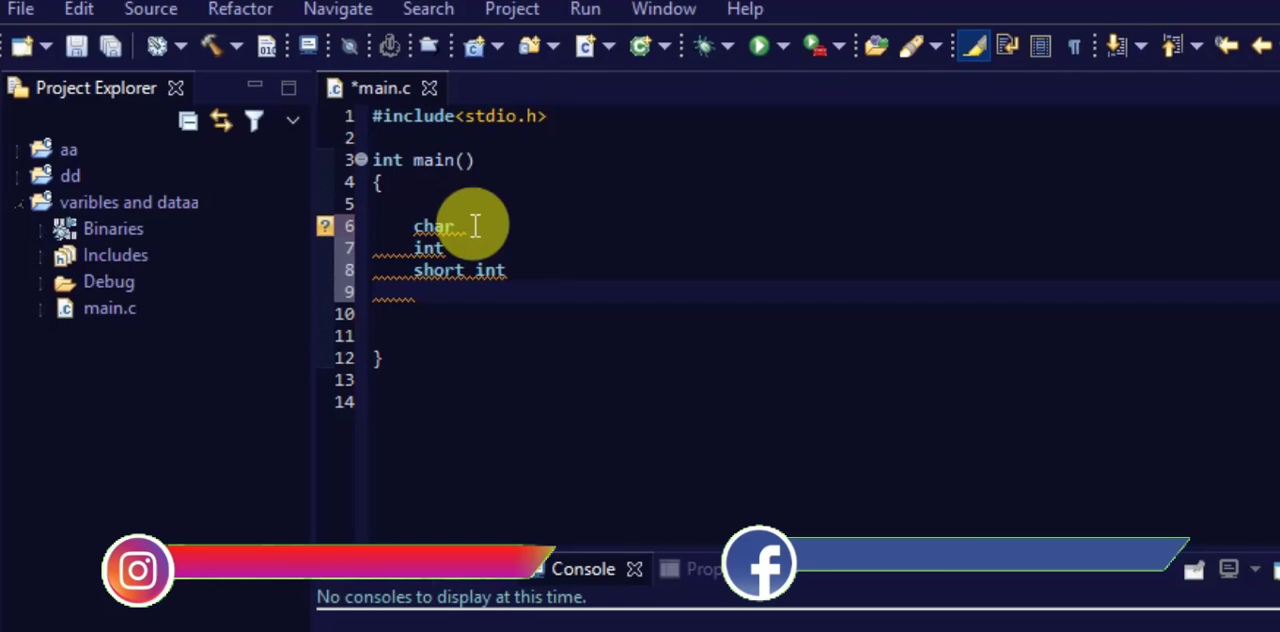 File Edit Source Refactor Navigate Search Project Run Window Help
Project Explorer
*main.c
aa
dd
varibles and dataa
Binaries
Includes
Debug
main.c
1 #include<stdio.h>
2
3 int main()
4 {
5
6 char
7 int
8 short int
9
10
11
12 }
13
14
Console
Prop
No consoles to display at this time.